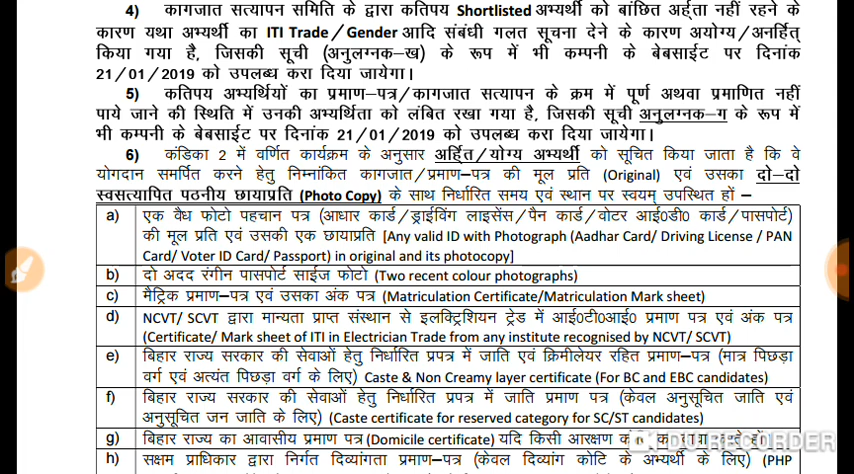 4) कागजात सत्यापन समिति के द्वारा कतिपय Shortlisted अभ्यर्थी को बांछित अर्हता नहीं रहने के
कारण यथा अभ्यर्थी का ITI Trade/Gender आदि संबंधी गलत सूचना देने के कारण अयोग्य/अनर्हित
किया गया है, जिसकी सूची (अनुलग्नक-ख) के रूप में भी कम्पनी के बेबसाईट पर दिनांक
21/01/2019 को उपलब्ध करा दिया जायेगा।
5) कतिपय अभ्यर्थियों का प्रमाण-पत्र/कागजात सत्यापन के क्रम में पूर्ण अथवा प्रमाणित नहीं
पाये जाने की स्थिति में उनकी अभ्यर्थिता को लंबित रखा गया है, जिसकी सूची अनुलग्नक-ग के रूप में
भी कम्पनी के बेबसाईट पर दिनांक 21/01/2019 को उपलब्ध करा दिया जायेगा।
6) कंडिका 2 में वर्णित कार्यक्रम के अनुसार अर्हित/योग्य अभ्यर्थी को सूचित किया जाता है कि वे
योगदान समर्पित करने हेतु निम्नांकित कागजात/प्रमाण-पत्र की मूल प्रति (Original) एवं उसका दो-दो
स्वसत्यापित पठनीय छायाप्रति (Photo Copy) के साथ निर्धारित समय एवं स्थान पर स्वयम् उपस्थित हों –
a) एक वैध फोटो पहचान पत्र (आधार कार्ड/ड्राईविंग लाइसेंस/पैन कार्ड/वोटर आई0डी0 कार्ड/पासपोर्ट)
की मूल प्रति एवं उसकी एक छायाप्रति [Any valid ID with Photograph (Aadhar Card/ Driving License / PAN
Card/ Voter ID Card/ Passport) in original and its photocopy]
b) दो अदद रंगीन पासपोर्ट साईज फोटो (Two recent colour photographs)
c) मैट्रिक प्रमाण-पत्र एवं उसका अंक पत्र (Matriculation Certificate/Matriculation Mark sheet)
d) NCVT/ SCVT द्वारा मान्यता प्राप्त संस्थान से इलक्ट्रिशियन ट्रेड में आई0टी0आई0 प्रमाण पत्र एवं अंक पत्र
(Certificate/ Mark sheet of ITI in Electrician Trade from any institute recognised by NCVT/ SCVT)
e) बिहार राज्य सरकार की सेवाओं हेतु निर्धारित प्रपत्र में जाति एवं क्रिमीलेयर रहित प्रमाण-पत्र (मात्र पिछड़ा
वर्ग एवं अत्यंत पिछड़ा वर्ग के लिए) Caste & Non Creamy layer certificate (For BC and EBC candidates)
f) बिहार राज्य सरकार की सेवाओं हेतु निर्धारित प्रपत्र में जाति प्रमाण पत्र (केवल अनुसूचित जाति एवं
अनुसूचित जन जाति के लिए) (Caste certificate for reserved category for SC/ST candidates)
g) बिहार राज्य का आवासीय प्रमाण पत्र (Domicile certificate) यदि किसी आरक्षण
DU RECORDER
h) सक्षम प्राधिकार द्वारा निर्गत दिव्यांगता प्रमाण-पत्र (केवल दिव्यांग कोटि के अभ्यर्थी के लिए) (PHP